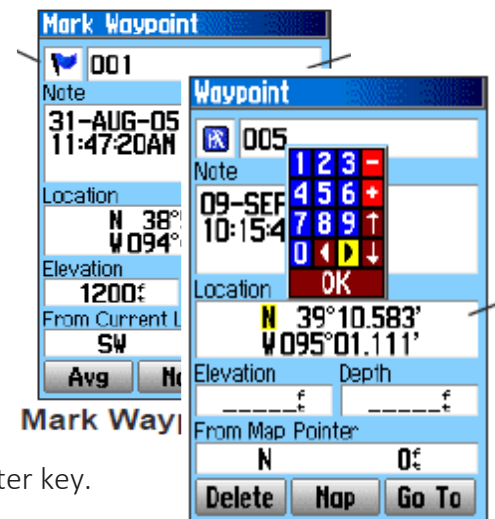 Mark Waypoint
001
Note
31-AUG-05
11:47:20AM
Location
N 38°
W094°
Elevation
1200ft
From Current L
SW
Avg
Mark Way
ter key.
Waypoint
005
Note
09-SEP
10:15:4
1 2 3 -
4 5 6 +
7 8 9 ↑
0 ◀ ▶ ↓
OK
Location
N 39°10.583'
W095°01.111'
Elevation Depth
_____ft _____ft
From Map Pointer
N 0ft
Delete Map Go To